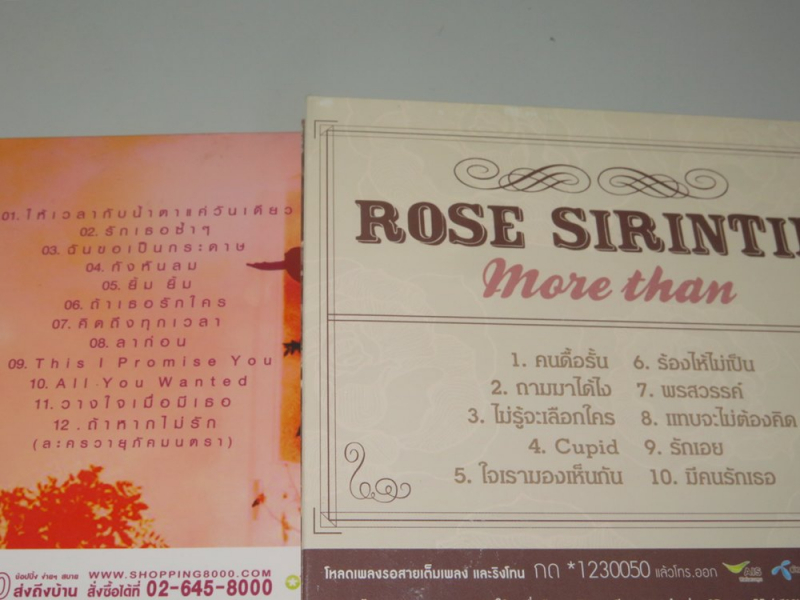 01. ให้เวลากับน้ำตาแค่วันเดียว
02. รักเธอซ้ำๆ
03. ฉันขอเป็นกระดาษ
04. กังหันลม
05. ยิ้ม ยิ้ม
06. ถ้าเธอรักใคร
07. คิดถึงทุกเวลา
08. ลาก่อน
09. This I Promise You
10. All You Wanted
11. วางใจเมื่อมีเธอ
12. ถ้าหากไม่รัก
(ละครวายุภัคมนตรา)
ช้อปปิ้ง ง่ายๆ สบาย WWW.SHOPPING8000.COM
ส่งถึงบ้าน สั่งซื้อได้ที่ 02-645-8000
ROSE SIRINTI
More than
1. คนดื้อรั้น 6. ร้องไห้ไม่เป็น
2. ถามมาได้ไง 7. พรสวรรค์
3. ไม่รู้จะเลือกใคร 8. แทบจะไม่ต้องคิด
4. Cupid 9. รักเอย
5. ใจเรามองเห็นกัน 10. มีคนรักเธอ
โหลดเพลงรอสายเต็มเพลง และริงโทน กด *1230050 แล้วโทร.ออก AIS